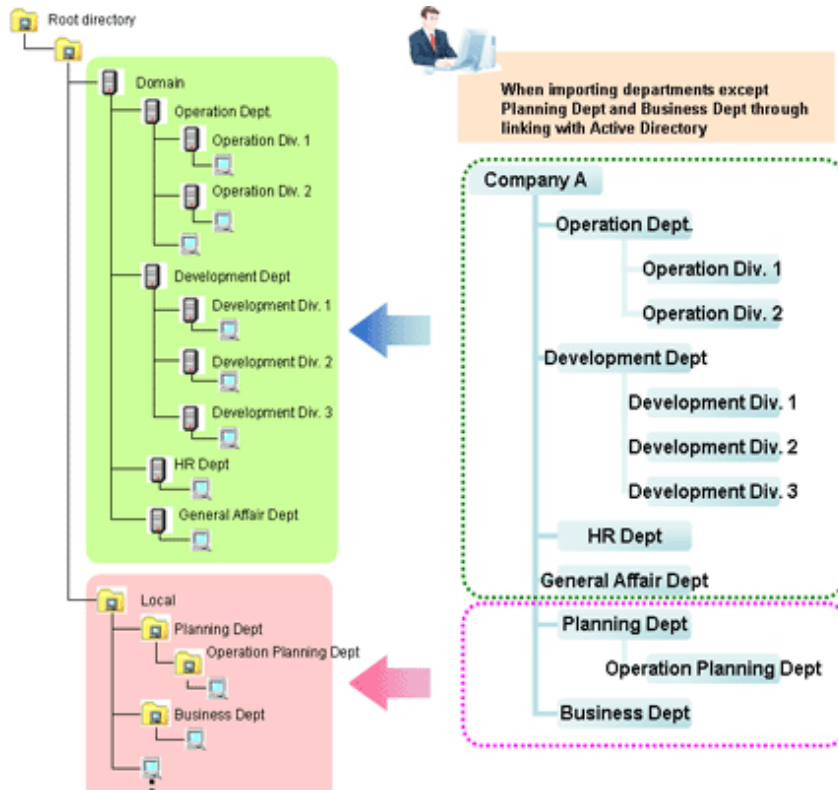 Root directory
Domain
Operation Dept.
Operation Div. 1
Operation Div. 2
Development Dept
Development Div. 1
Development Div. 2
Development Div. 3
HR Dept
General Affair Dept
Local
Planning Dept
Operation Planning Dept
Business Dept
When importing departments except
Planning Dept and Business Dept through
linking with Active Directory
Company A
Operation Dept.
Operation Div. 1
Operation Div. 2
Development Dept
Development Div. 1
Development Div. 2
Development Div. 3
HR Dept
General Affair Dept
Planning Dept
Operation Planning Dept
Business Dept